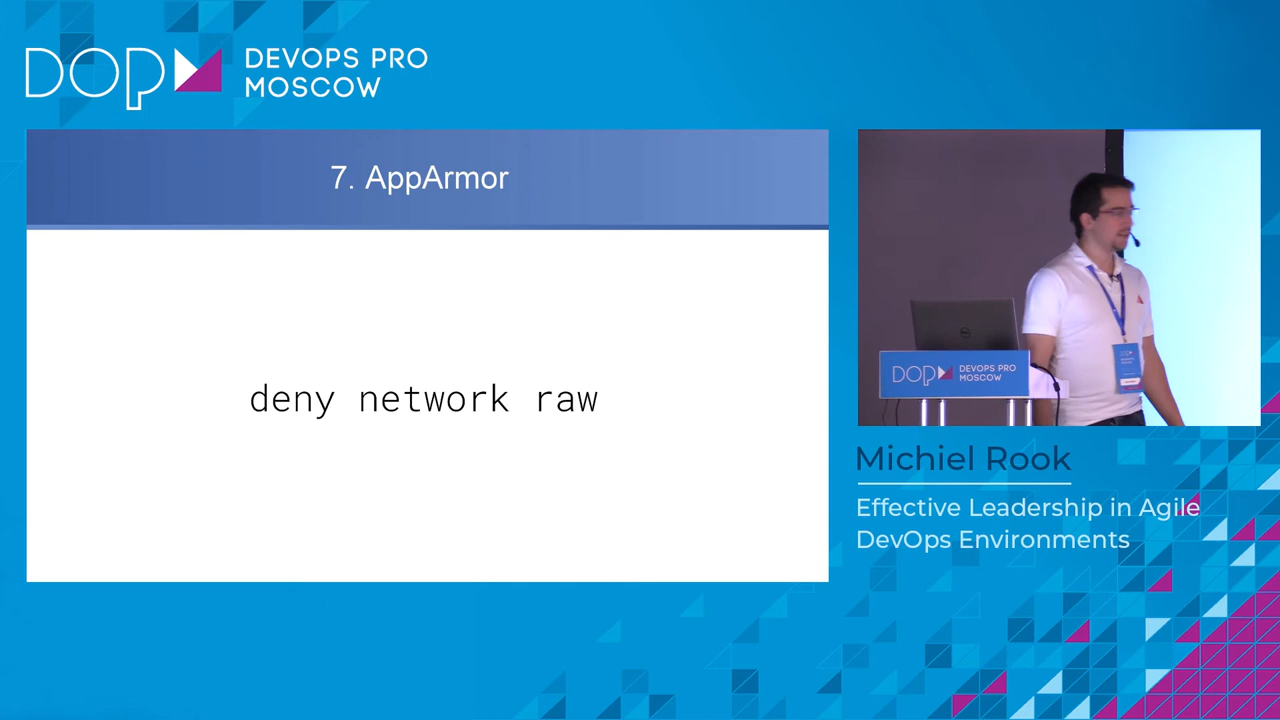 DOP DEVOPS PRO
MOSCOW
7. AppArmor
deny network raw
DOP DEVOPS PRO
MOSCOW
Michiel Rook
Effective Leadership in Agile
DevOps Environments